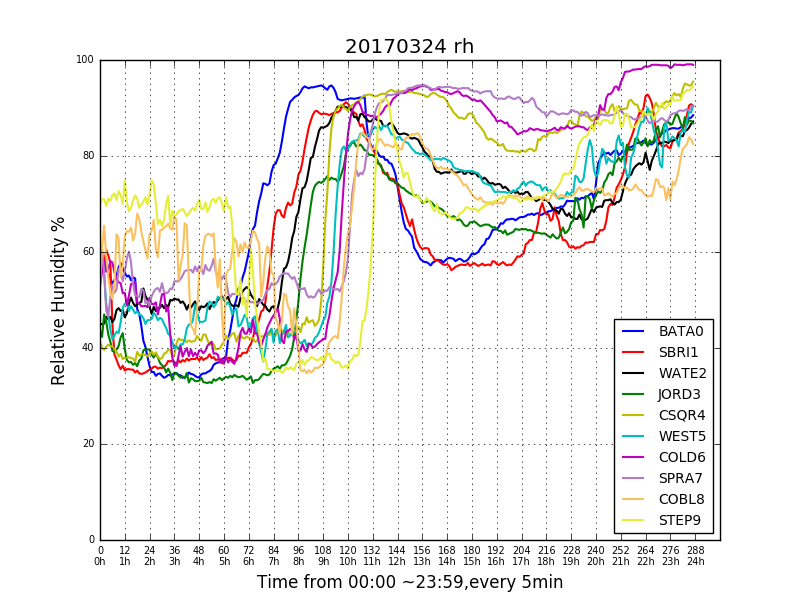 20170324 rh
Relative Humidity %
100
80
60
40
20
0
BATA0
SBRI1
WATE2
JORD3
CSQR4
WEST5
COLD6
SPRA7
COBL8
STEP9
0 12 24 36 48 60 72 84 96 108 120 132 144 156 168 180 192 204 216 228 240 252 264 276 288
0h 1h 2h 3h 4h 5h 6h 7h 8h 9h 10h 11h 12h 13h 14h 15h 16h 17h 18h 19h 20h 21h 22h 23h 24h
Time from 00:00 ~23:59,every 5min